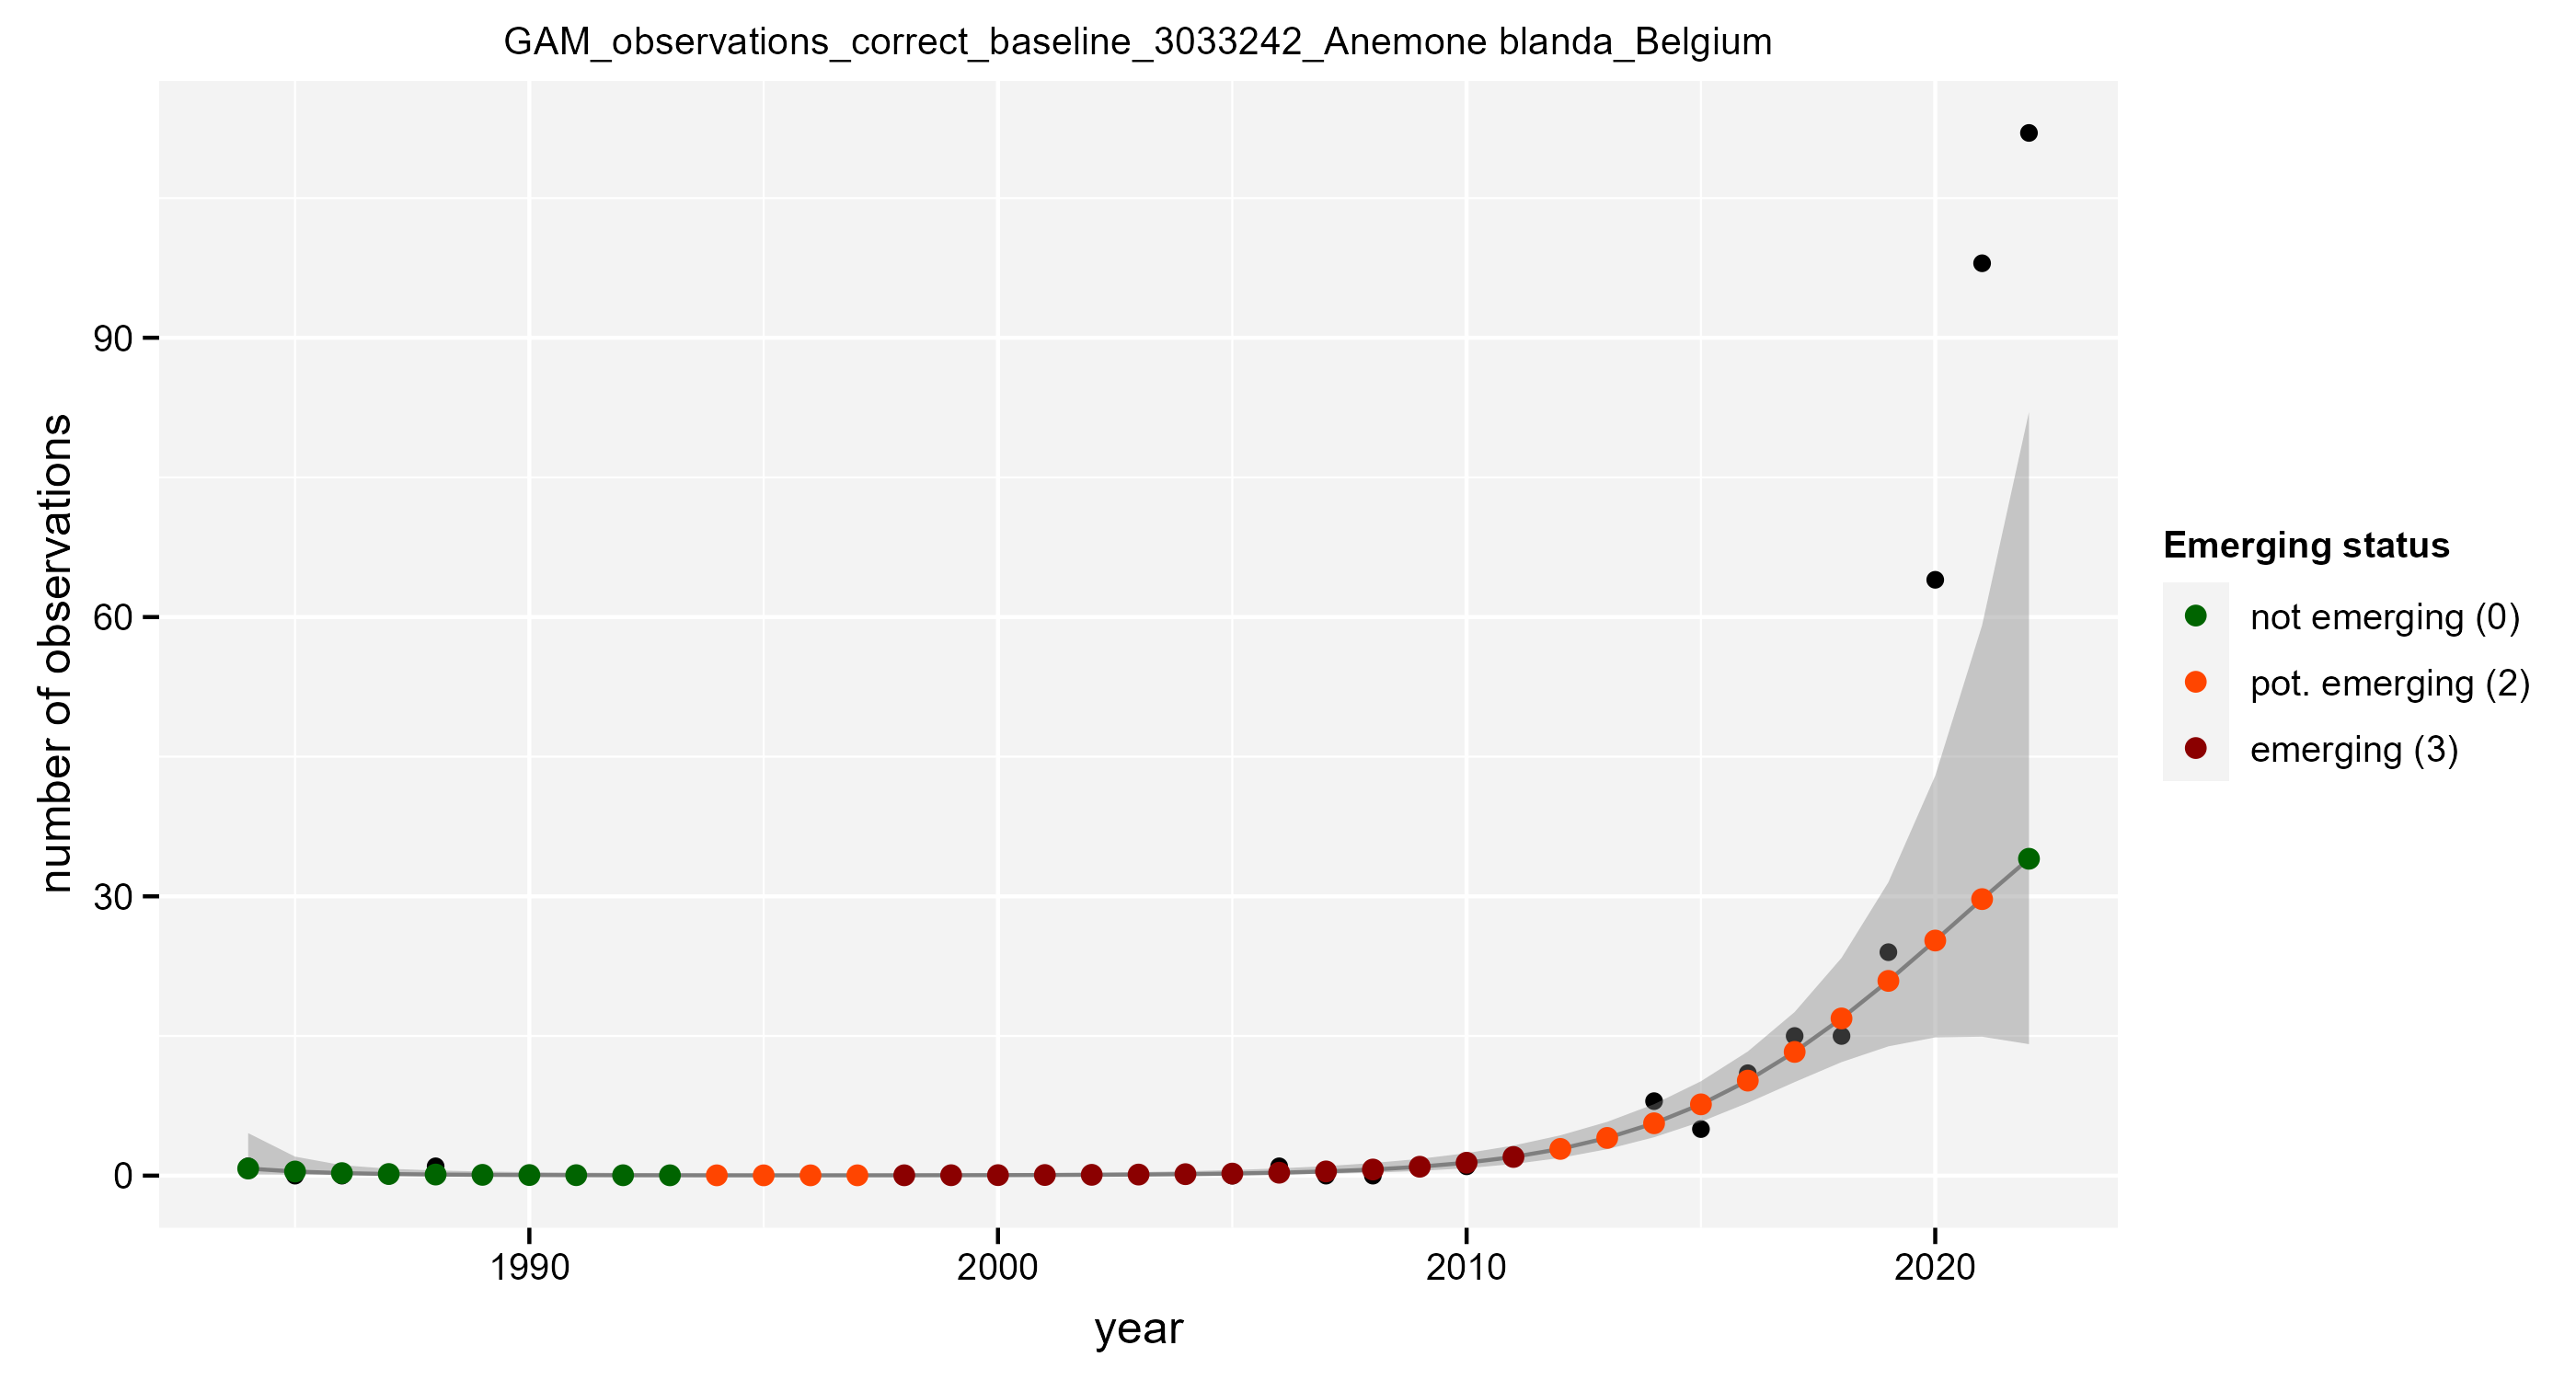 GAM_observations_correct_baseline_3033242_Anemone blanda_Belgium
number of observations
90
60
30
0
1990
2000
2010
2020
year
Emerging status
not emerging (0)
pot. emerging (2)
emerging (3)